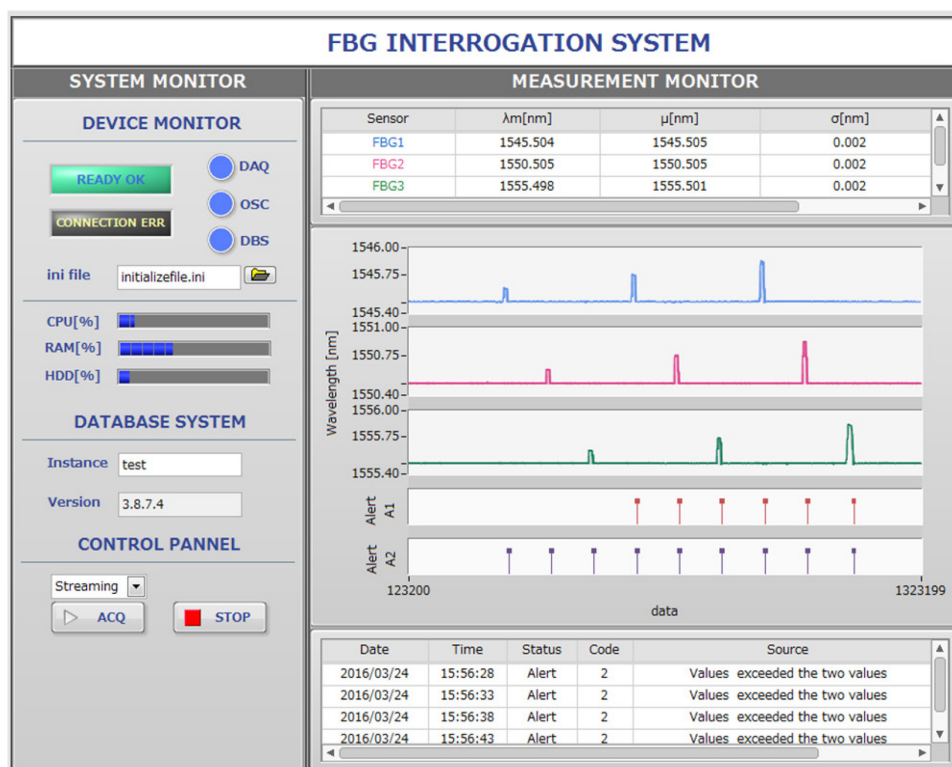 FBG INTERROGATION SYSTEM
SYSTEM MONITOR
DEVICE MONITOR
READY OK
CONNECTION ERR
DAQ
OSC
DBS
ini file initializefile.ini
CPU[%]
RAM[%]
HDD[%]
DATABASE SYSTEM
Instance test
Version 3.8.7.4
CONTROL PANNEL
Streaming
ACQ STOP
MEASUREMENT MONITOR
Sensor λm[nm] μ[nm] σ[nm]
FBG1 1545.504 1545.505 0.002
FBG2 1550.505 1550.505 0.002
FBG3 1555.498 1555.501 0.002
Wavelength [nm]
1546.00
1545.75
1545.40
1551.00
1550.75
1550.40
1556.00
1555.75
1555.40
Alert A1
Alert A2
123200 1323199
data
Date Time Status Code Source
2016/03/24 15:56:28 Alert 2 Values exceeded the two values
2016/03/24 15:56:33 Alert 2 Values exceeded the two values
2016/03/24 15:56:38 Alert 2 Values exceeded the two values
2016/03/24 15:56:43 Alert 2 Values exceeded the two values